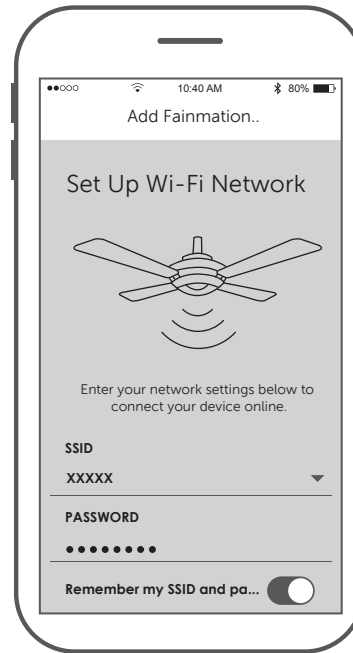 10:40 AM 80%
Add Fainmation..
Set Up Wi-Fi Network
Enter your network settings below to
connect your device online.
SSID
XXXXX
PASSWORD
Remember my SSID and pa...